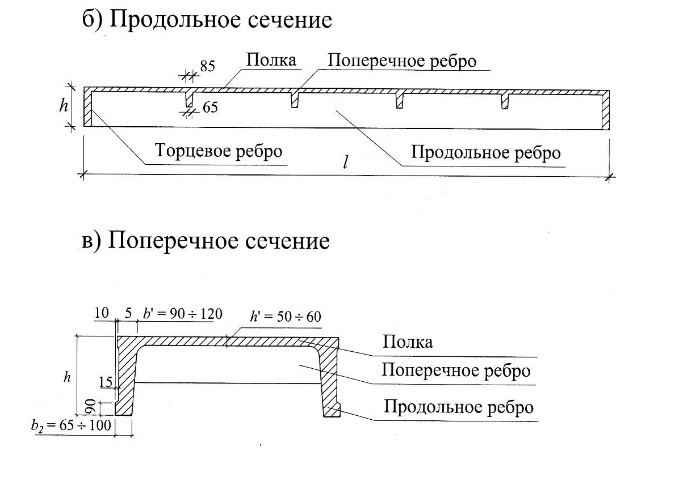 б) Продольное сечение
85
Полка
Поперечное ребро
h
65
Торцевое ребро
Продольное ребро
l
в) Поперечное сечение
10
5
b' = 90 ÷ 120
h' = 50 ÷ 60
Полка
h
Поперечное ребро
15
90
Продольное ребро
b₂ = 65 ÷ 100